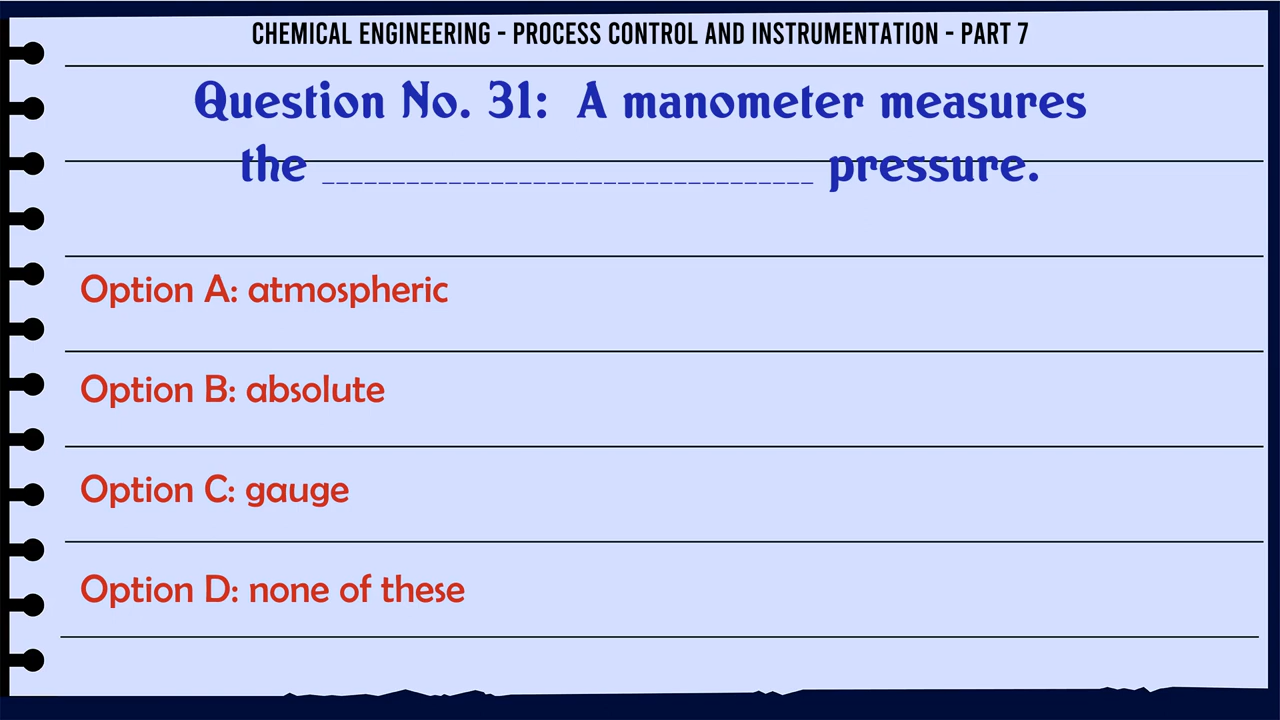 CHEMICAL ENGINEERING - PROCESS CONTROL AND INSTRUMENTATION - PART 7
Question No. 31: A manometer measures
the ___________________________________ pressure.
Option A: atmospheric
Option B: absolute
Option C: gauge
Option D: none of these